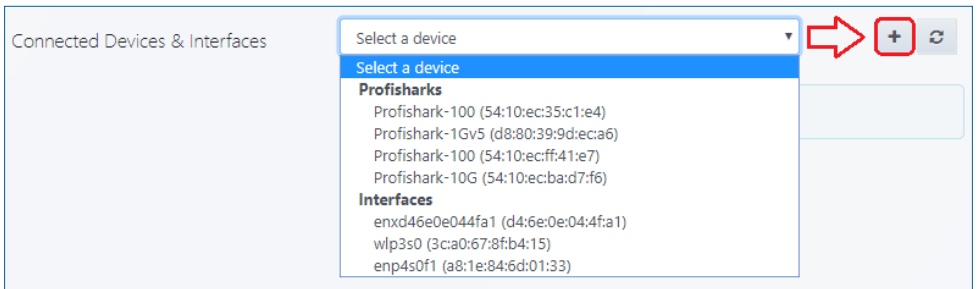 Connected Devices & Interfaces
Select a device
Select a device
Profisharks
Profishark-100 (54:10:ec:35:c1:e4)
Profishark-1Gv5 (d8:80:39:9d:ec:a6)
Profishark-100 (54:10:ec:ff:41:e7)
Profishark-10G (54:10:ec:ba:d7:f6)
Interfaces
enxd46e0e044fa1 (d4:6e:0e:04:4f:a1)
wlp3s0 (3c:a0:67:8f:b4:15)
enp4s0f1 (a8:1e:84:6d:01:33)